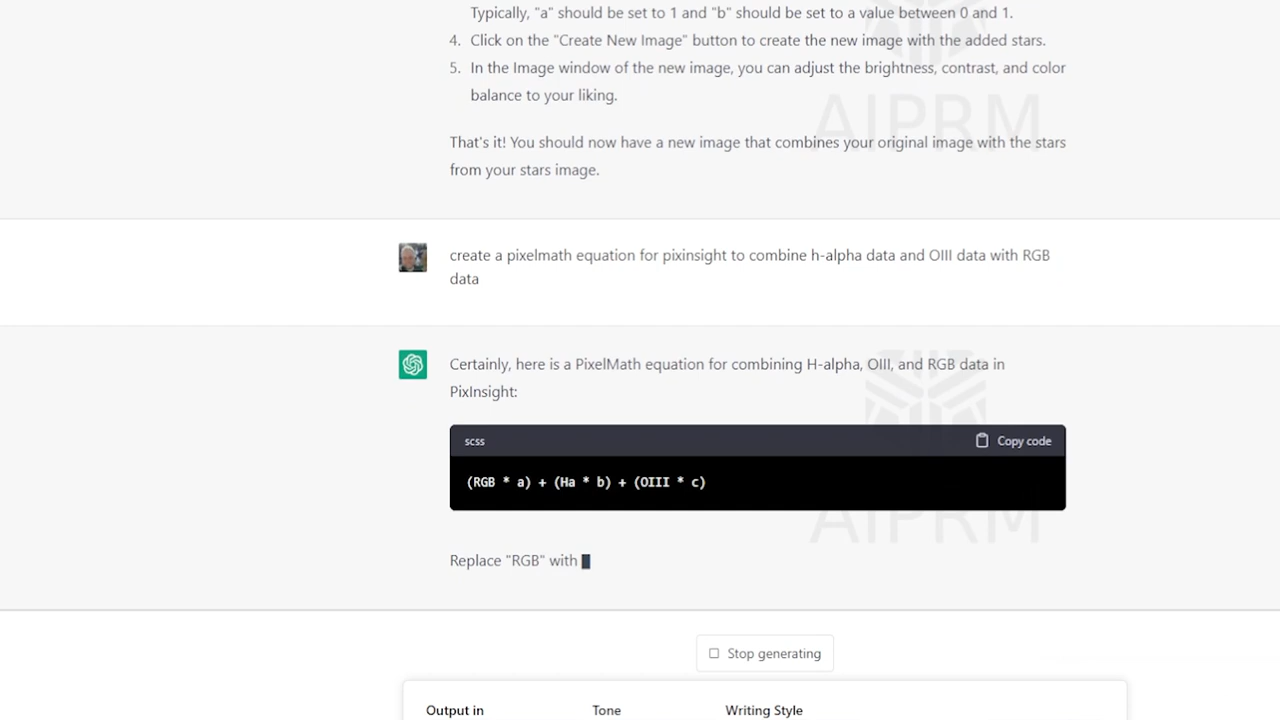 Typically, "a" should be set to 1 and "b" should be set to a value between 0 and 1.
4. Click on the "Create New Image" button to create the new image with the added stars.
5. In the Image window of the new image, you can adjust the brightness, contrast, and color
balance to your liking.
AIPRM
That's it! You should now have a new image that combines your original image with the stars
from your stars image.
create a pixelmath equation for pixinsight to combine h-alpha data and OIII data with RGB
data
Certainly, here is a PixelMath equation for combining H-alpha, OIII, and RGB data in
PixInsight:
scss
Copy code
(RGB * a) + (Ha * b) + (OIII * c)
AIPRM
Replace "RGB" with
Stop generating
Output in
Tone
Writing Style